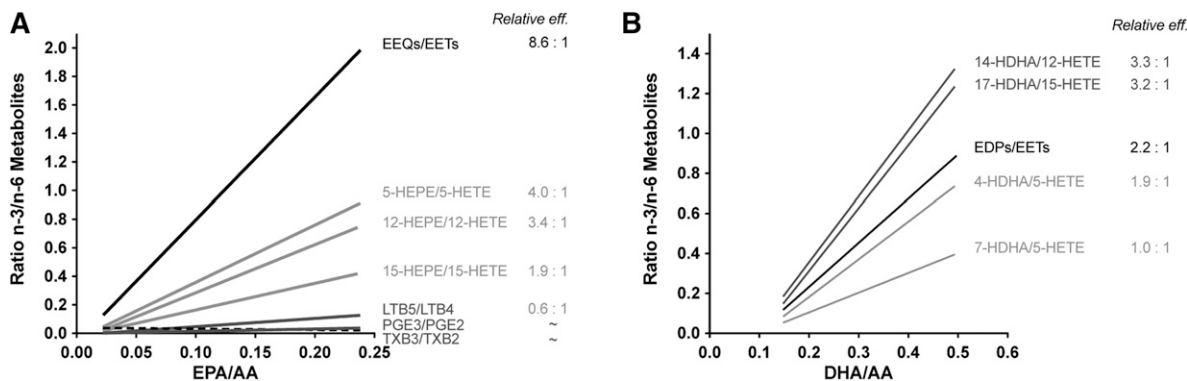 A
Relative eff.
EEQs/EETs 8.6 : 1
5-HEPE/5-HETE 4.0 : 1
12-HEPE/12-HETE 3.4 : 1
15-HEPE/15-HETE 1.9 : 1
LTB5/LTB4 0.6 : 1
PGE3/PGE2 ~
TXB3/TXB2 ~
Ratio n-3/n-6 Metabolites
2.0
1.8
1.6
1.4
1.2
1.0
0.8
0.6
0.4
0.2
0.0
0.00 0.05 0.10 0.15 0.20 0.25
EPA/AA
B
Relative eff.
14-HDHA/12-HETE 3.3 : 1
17-HDHA/15-HETE 3.2 : 1
EDPs/EETs 2.2 : 1
4-HDHA/5-HETE 1.9 : 1
7-HDHA/5-HETE 1.0 : 1
Ratio n-3/n-6 Metabolites
1.4
1.2
1.0
0.8
0.6
0.4
0.2
0.0
0.0 0.1 0.2 0.3 0.4 0.5 0.6
DHA/AA